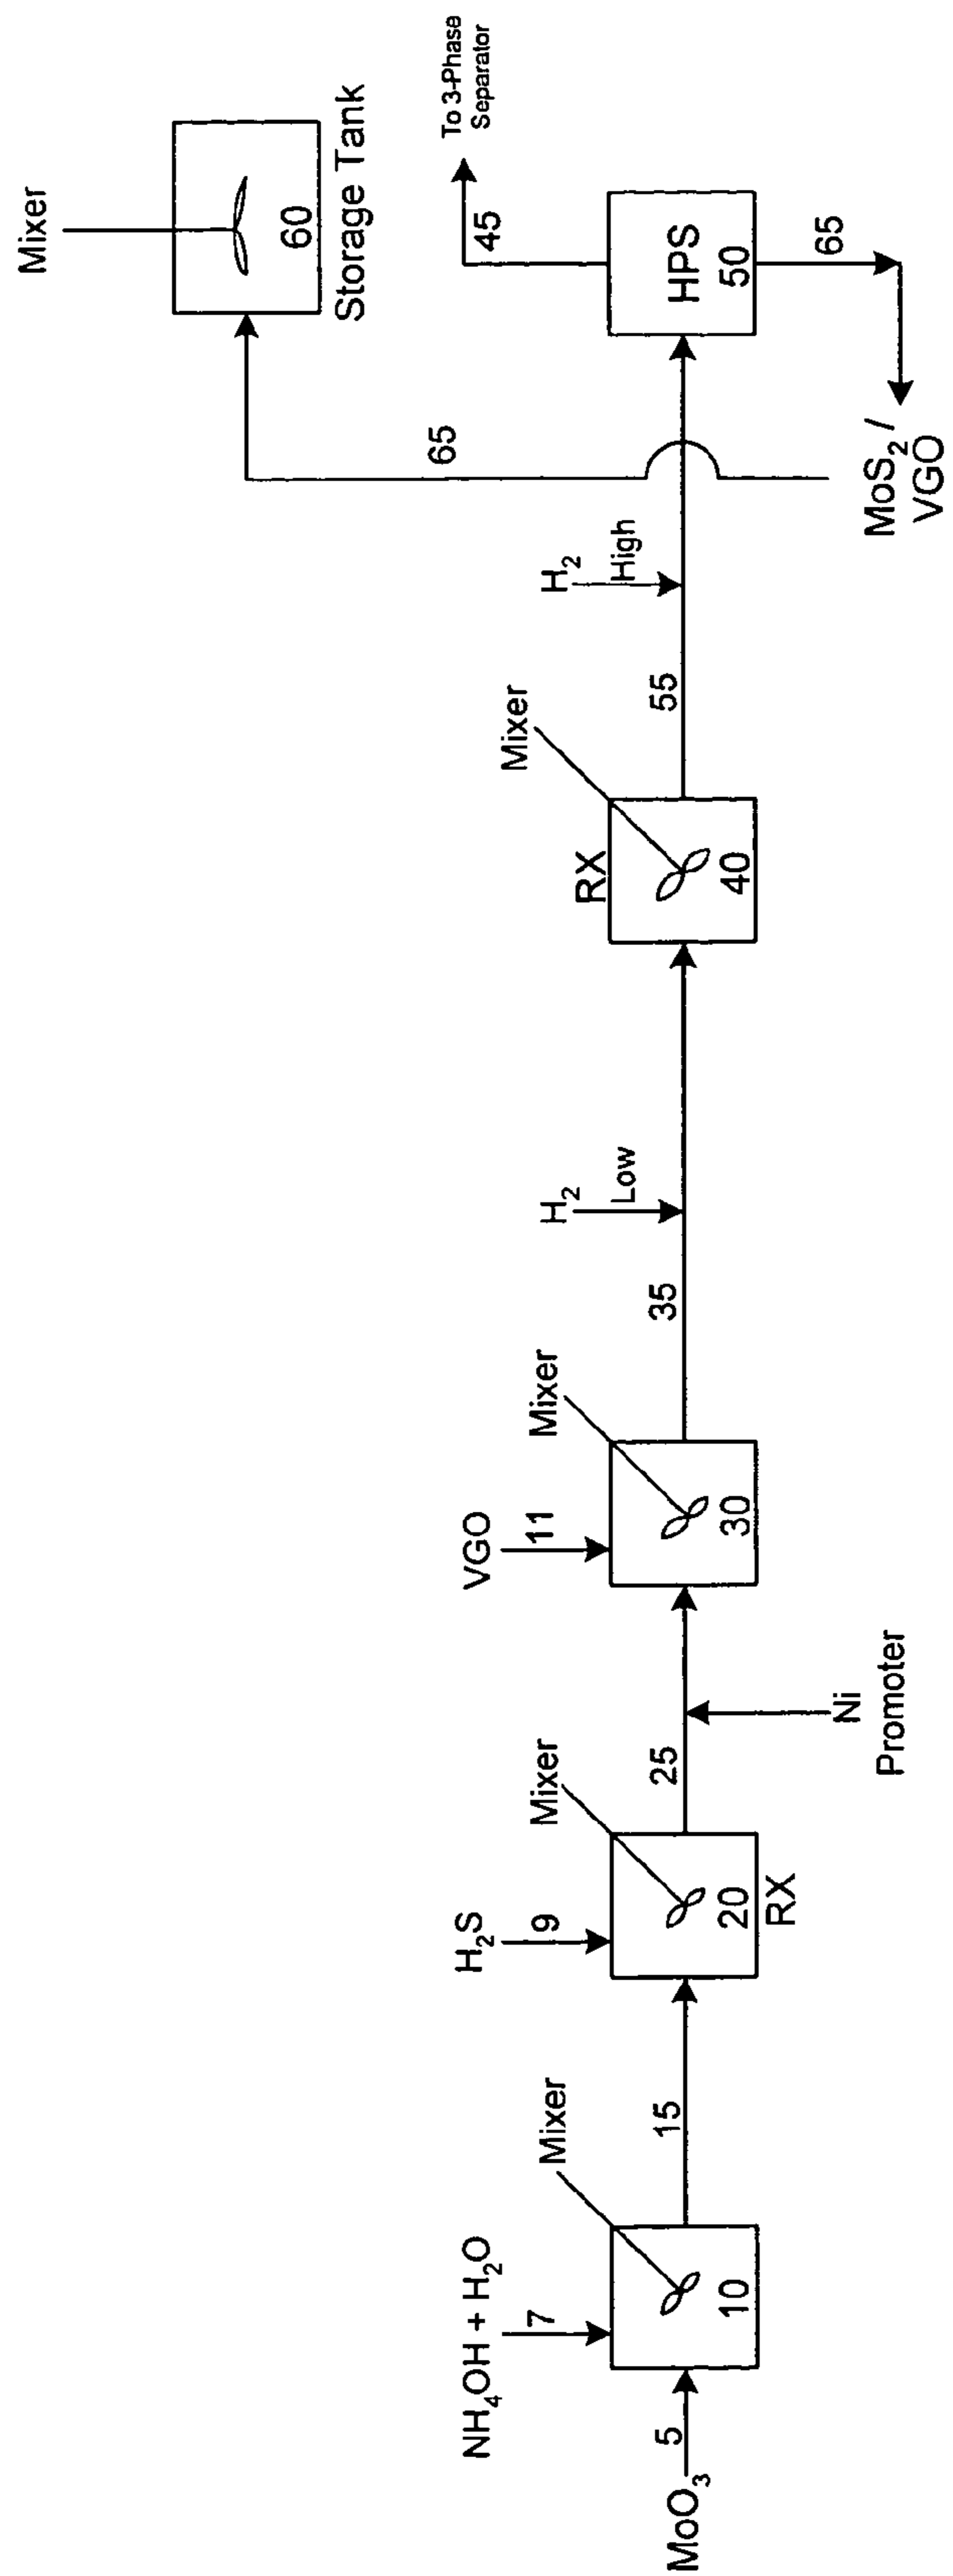 Mixer
60
Storage Tank
To 3-Phase
Separator
45
HPS
50
65
MoS₂ /
VGO
65
H₂
High
55
Mixer
RX
40
H₂
Low
35
Mixer
VGO
11
30
Ni
Promoter
25
Mixer
H₂S
9
20
RX
15
Mixer
NH₄OH + H₂O
7
10
5
MoO₃